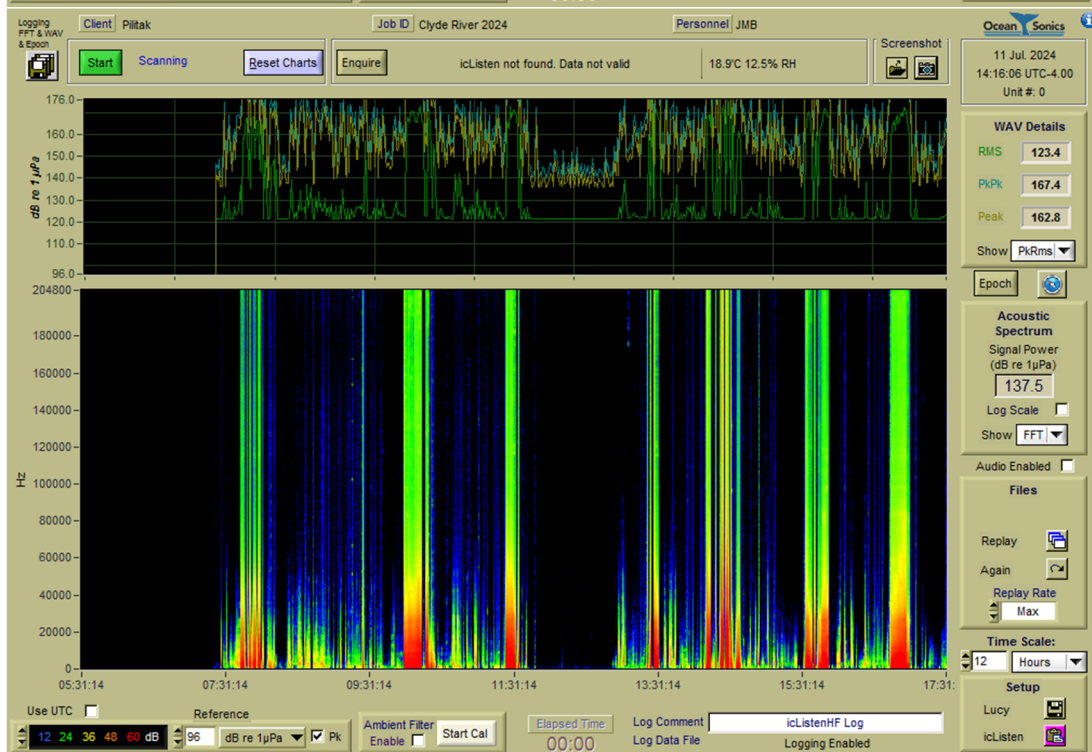 Logging
FFT & WAV
& Epoch
Client Pilitak
Job ID Clyde River 2024
Personnel JMB
Ocean Sonics
Start Scanning Reset Charts
Enquire icListen not found. Data not valid 18.9'C 12.5% RH
Screenshot
11 Jul. 2024
14:16:06 UTC-4.00
Unit #: 0
176.0
160.0
150.0
140.0
130.0
120.0
110.0
96.0
dB re 1 µPa
WAV Details
RMS 123.4
PkPk 167.4
Peak 162.8
Show PkRms
Epoch
204800
180000
160000
140000
120000
100000
80000
60000
40000
20000
0
Hz
05:31:14 07:31:14 09:31:14 11:31:14 13:31:14 15:31:14 17:31:
Acoustic
Spectrum
Signal Power
(dB re 1µPa)
137.5
Log Scale
Show FFT
Audio Enabled
Files
Replay
Again
Replay Rate
Max
Time Scale:
12 Hours
Setup
Lucy
icListen
Use UTC
12 24 36 48 60 dB
Reference
96 dB re 1µPa Pk
Ambient Filter
Enable Start Cal
Elapsed Time
00:00
Log Comment icListenHF Log
Log Data File Logging Enabled